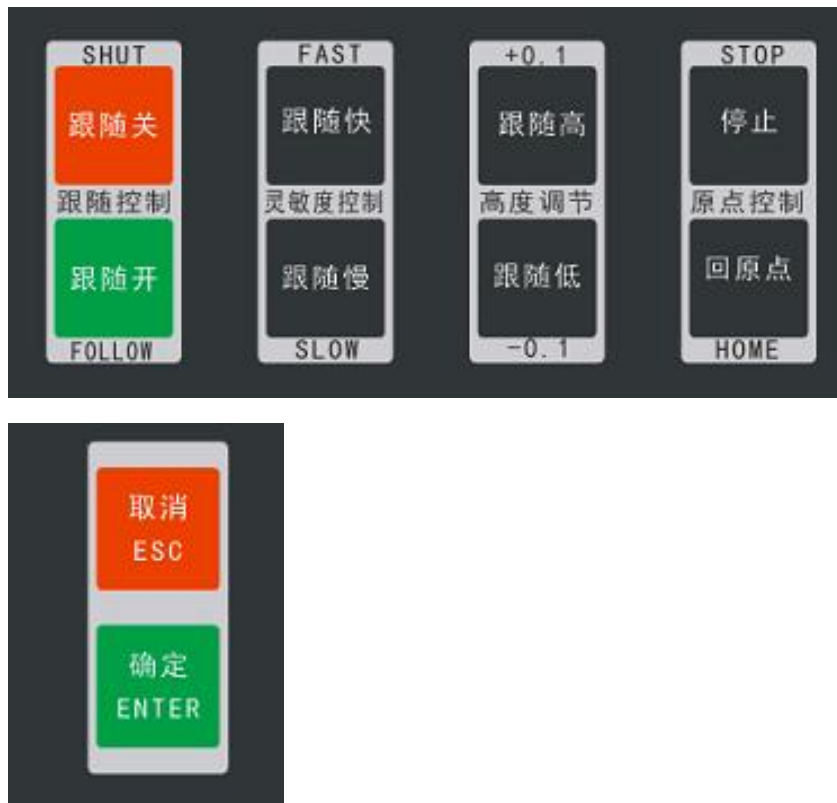 SHUT
跟随关
跟随控制
跟随开
FOLLOW
FAST
跟随快
灵敏度控制
跟随慢
SLOW
+0.1
跟随高
高度调节
跟随低
-0.1
STOP
停止
原点控制
回原点
HOME
取消
ESC
确定
ENTER